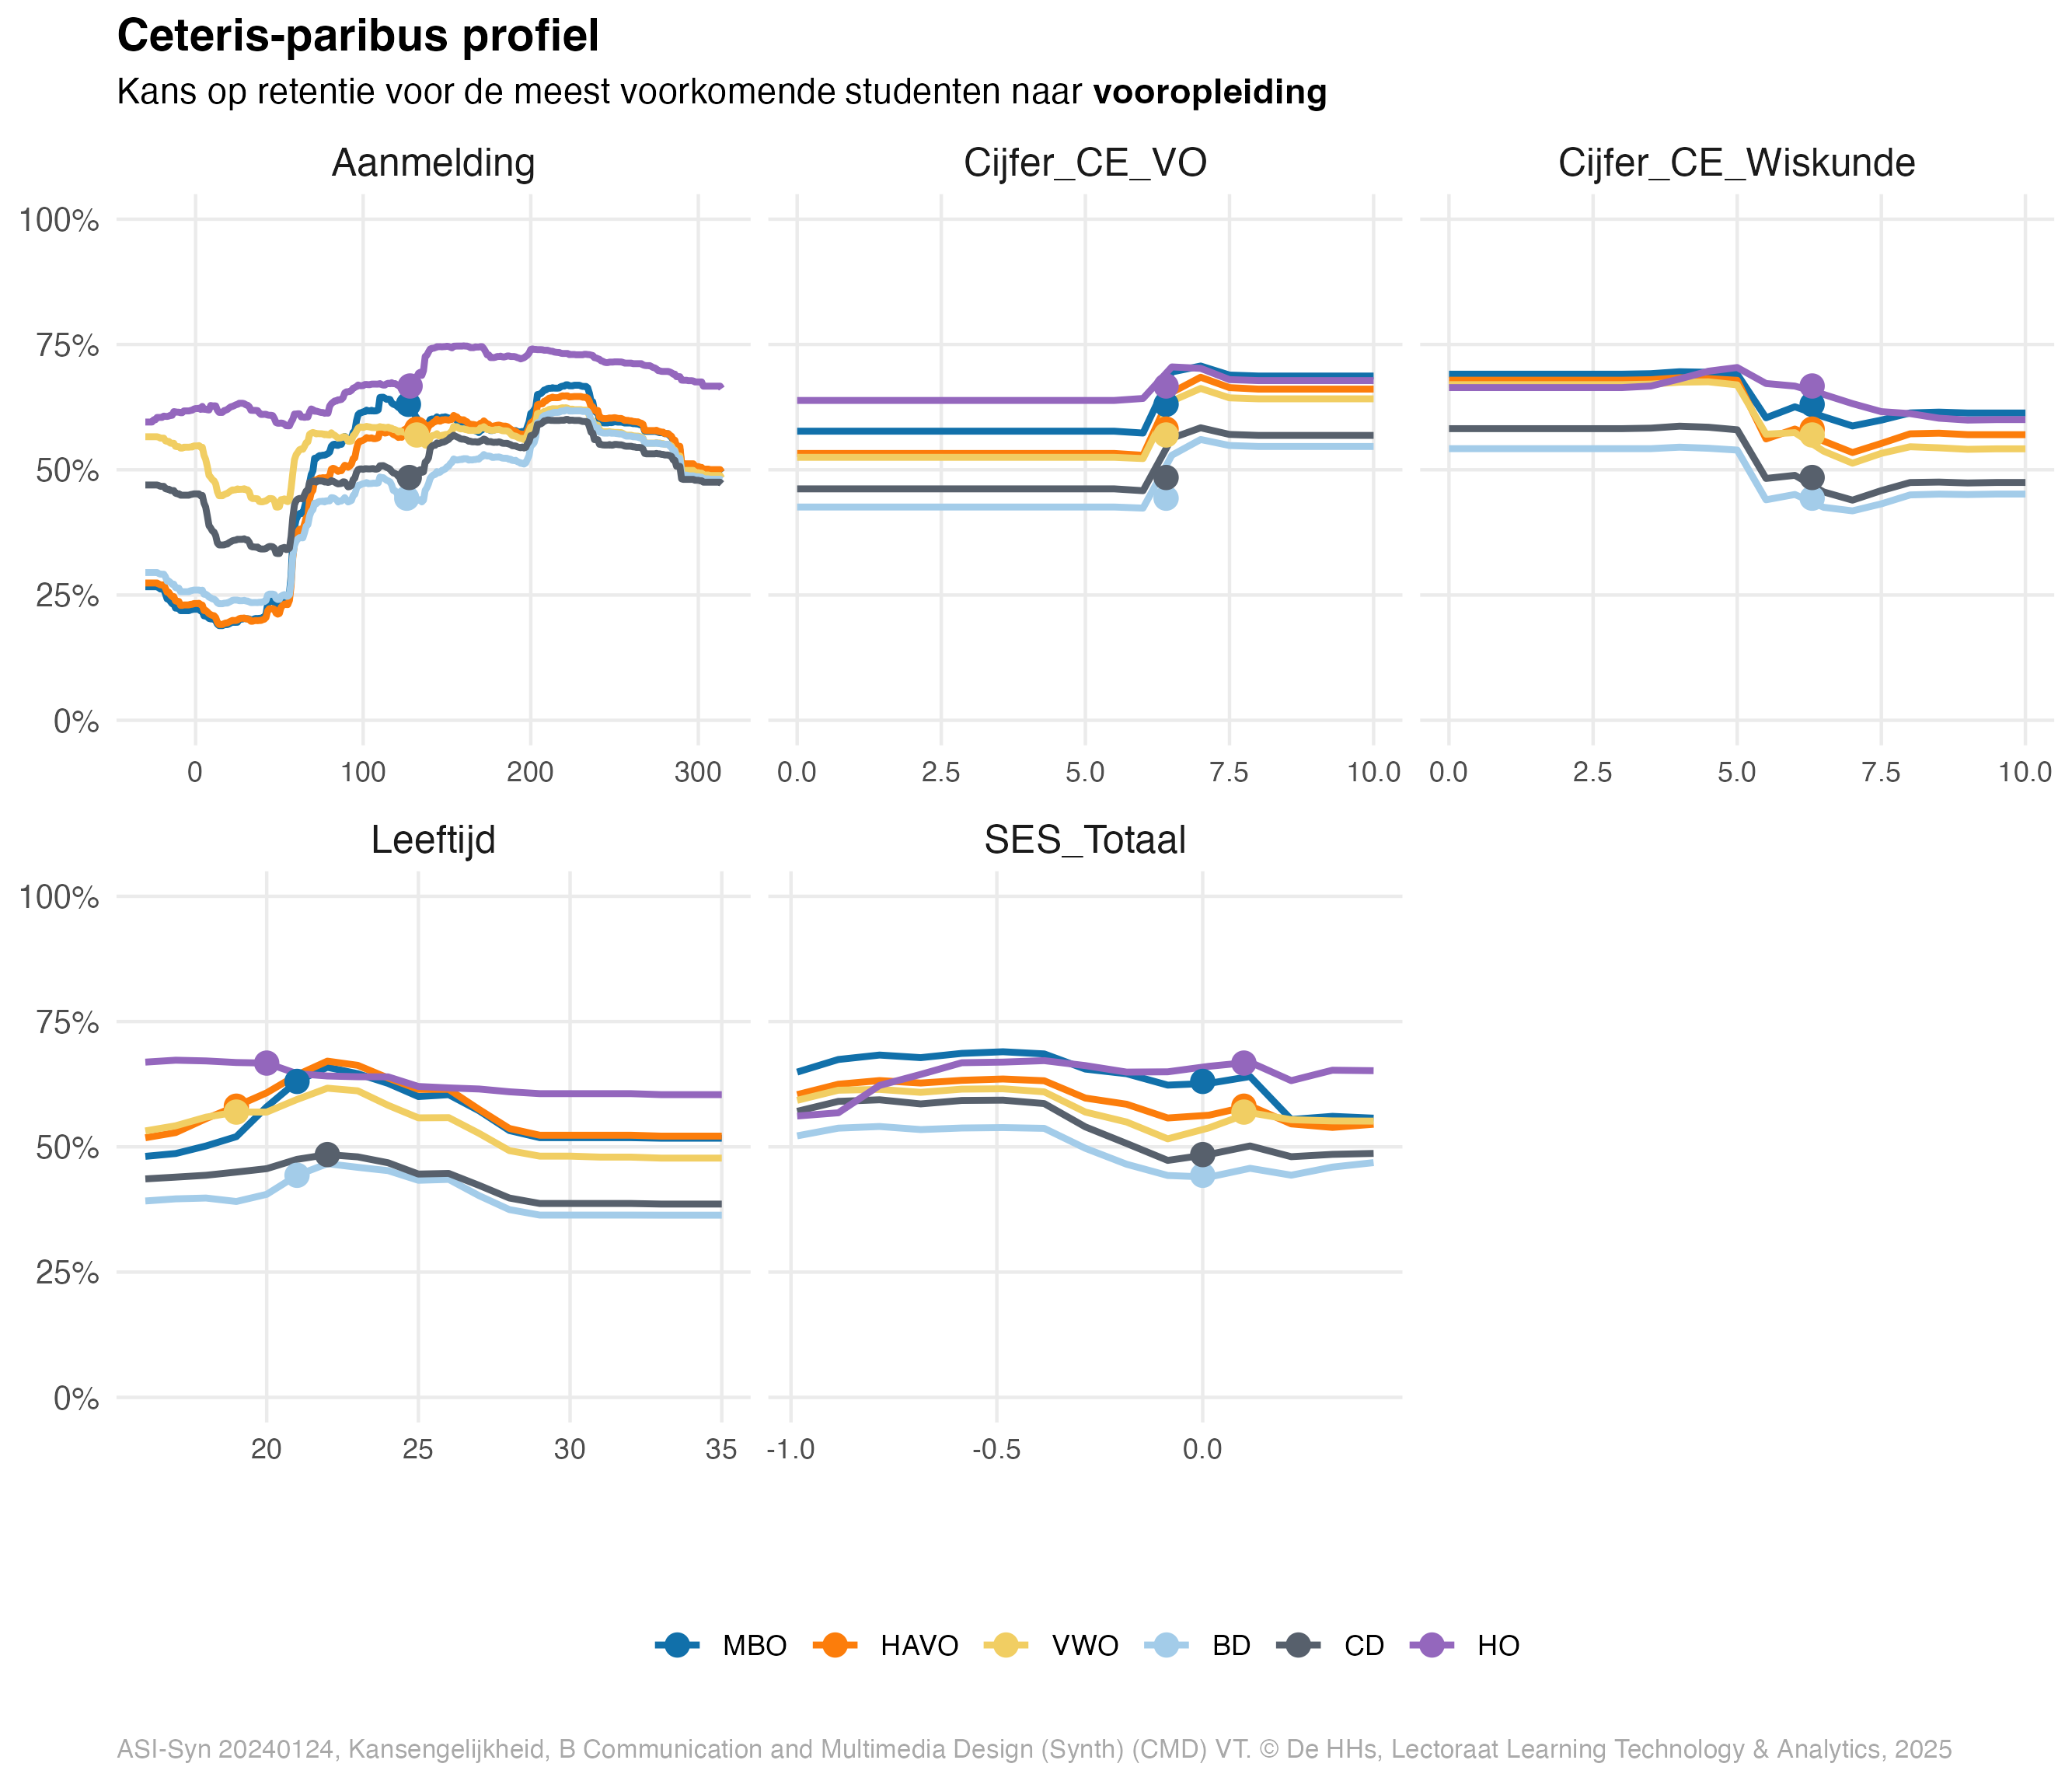 Ceteris-paribus profiel
Kans op retentie voor de meest voorkomende studenten naar vooropleiding
Aanmelding Cijfer_CE_VO Cijfer_CE_Wiskunde
100%
75%
50%
25%
0%
0 100 200 300 0.0 2.5 5.0 7.5 10.0 0.0 2.5 5.0 7.5 10.0
Leeftijd SES_Totaal
100%
75%
50%
25%
0%
20 25 30 35 -1.0 -0.5 0.0
MBO HAVO VWO BD CD HO
ASI-Syn 20240124, Kansengelijkheid, B Communication and Multimedia Design (Synth) (CMD) VT. © De HHs, Lectoraat Learning Technology & Analytics, 2025